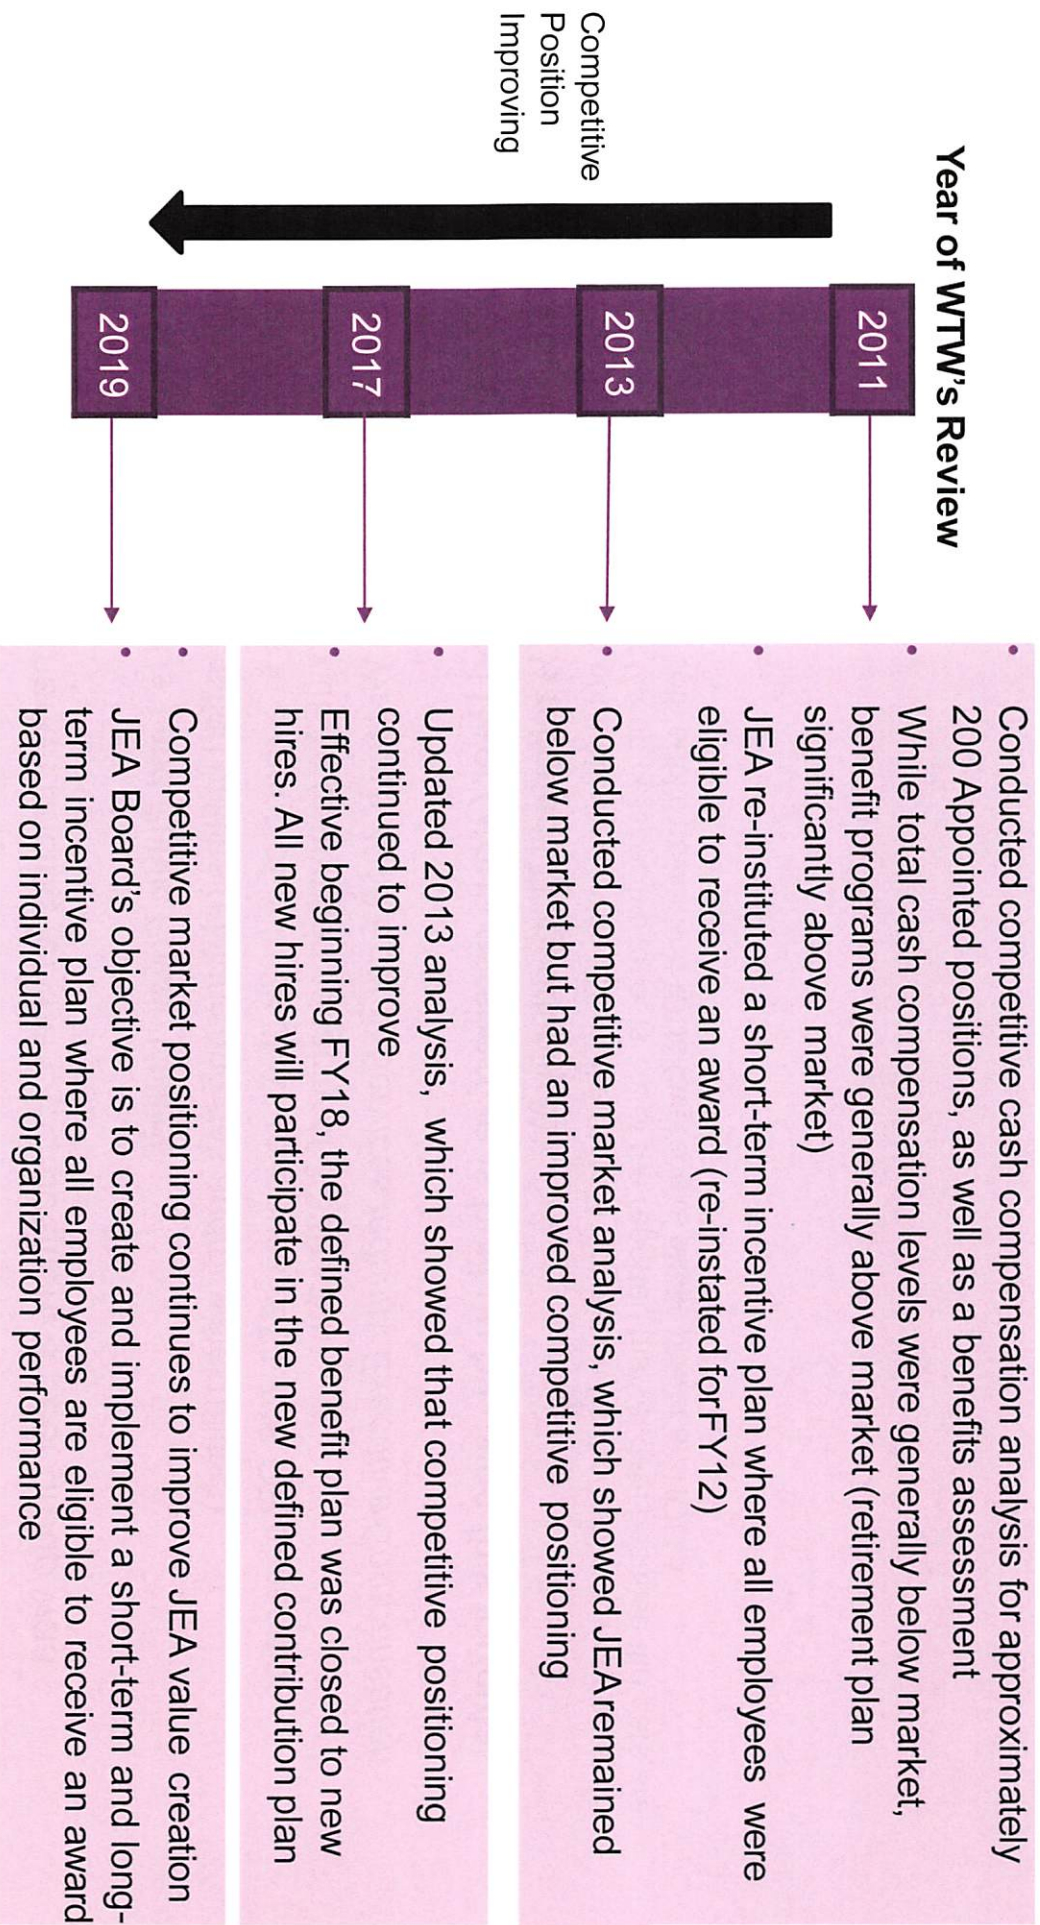 Year of WTW's Review
Competitive
Position
Improving
2011
• Conducted competitive cash compensation analysis for approximately
200 Appointed positions, as well as a benefits assessment
• While total cash compensation levels were generally below market,
benefit programs were generally above market (retirement plan
significantly above market)
• JEA re-instituted a short-term incentive plan where all employees were
eligible to receive an award (re-instated forFY12)
2013
• Conducted competitive market analysis, which showed JEA remained
below market but had an improved competitive positioning
2017
• Updated 2013 analysis, which showed that competitive positioning
continued to improve
• Effective beginning FY18, the defined benefit plan was closed to new
hires. All new hires will participate in the new defined contribution plan
2019
• Competitive market positioning continues to improve JEA value creation
• JEA Board's objective is to create and implement a short-term and long-
term incentive plan where all employees are eligible to receive an award
based on individual and organization performance